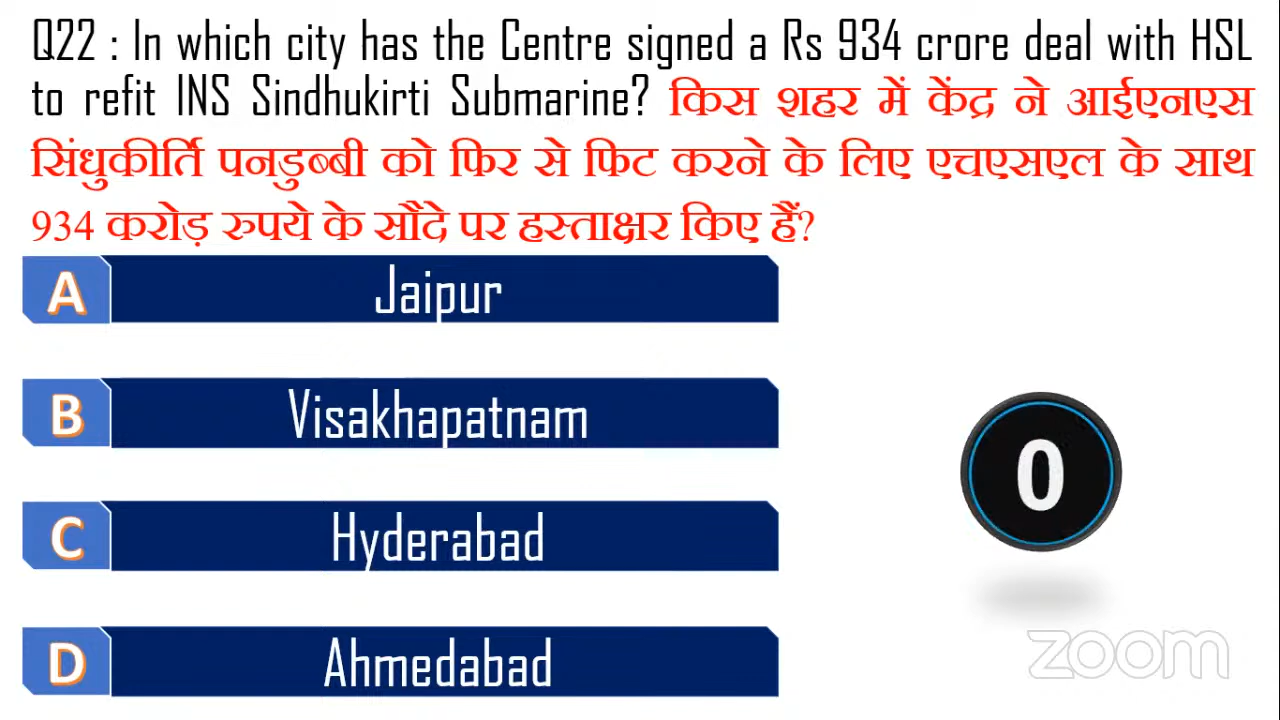 Q22 : In which city has the Centre signed a Rs 934 crore deal with HSL
to refit INS Sindhukirti Submarine? किस शहर में केंद्र ने आईएनएस
सिंधुकीर्ति पनडुब्बी को फिर से फिट करने के लिए एचएसएल के साथ
934 करोड़ रुपये के सौदे पर हस्ताक्षर किए हैं?
A Jaipur
B Visakhapatnam
C Hyderabad
D Ahmedabad
0
zoom